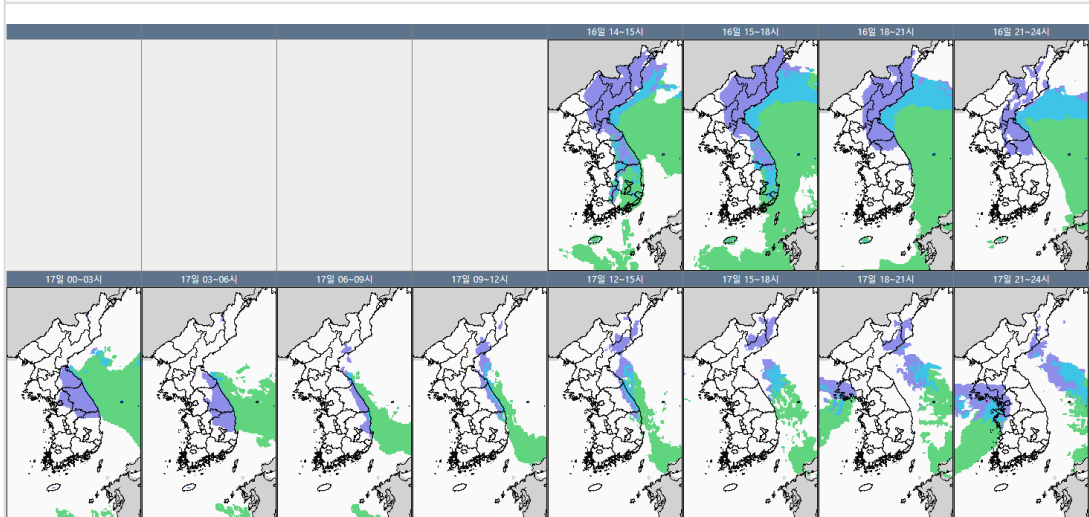 16일 14~15시
16일 15~18시
16일 18~21시
16일 21~24시
17일 00~03시
17일 03~06시
17일 06~09시
17일 09~12시
17일 12~15시
17일 15~18시
17일 18~21시
17일 21~24시